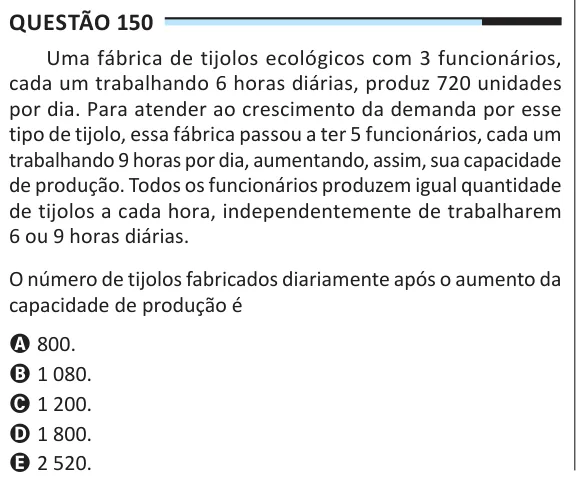 QUESTÃO 150
Uma fábrica de tijolos ecológicos com 3 funcionários,
cada um trabalhando 6 horas diárias, produz 720 unidades
por dia. Para atender ao crescimento da demanda por esse
tipo de tijolo, essa fábrica passou a ter 5 funcionários, cada um
trabalhando 9 horas por dia, aumentando, assim, sua capacidade
de produção. Todos os funcionários produzem igual quantidade
de tijolos a cada hora, independentemente de trabalharem
6 ou 9 horas diárias.
O número de tijolos fabricados diariamente após o aumento da
capacidade de produção é
A 800.
B 1 080.
C 1 200.
D 1 800.
E 2 520.